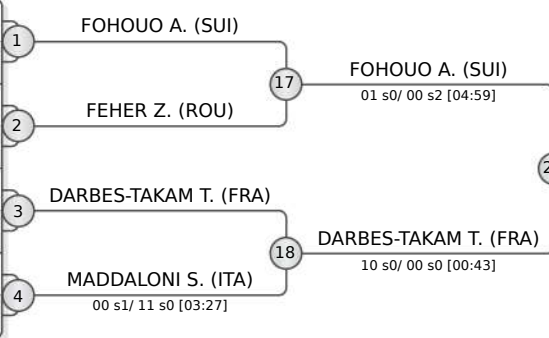 FOHOUO A. (SUI)
1
17
FOHOUO A. (SUI)
01 s0/ 00 s2 [04:59]
FEHER Z. (ROU)
2
DARBES-TAKAM T. (FRA)
3
18
DARBES-TAKAM T. (FRA)
10 s0/ 00 s0 [00:43]
MADDALONI S. (ITA)
4
00 s1/ 11 s0 [03:27]